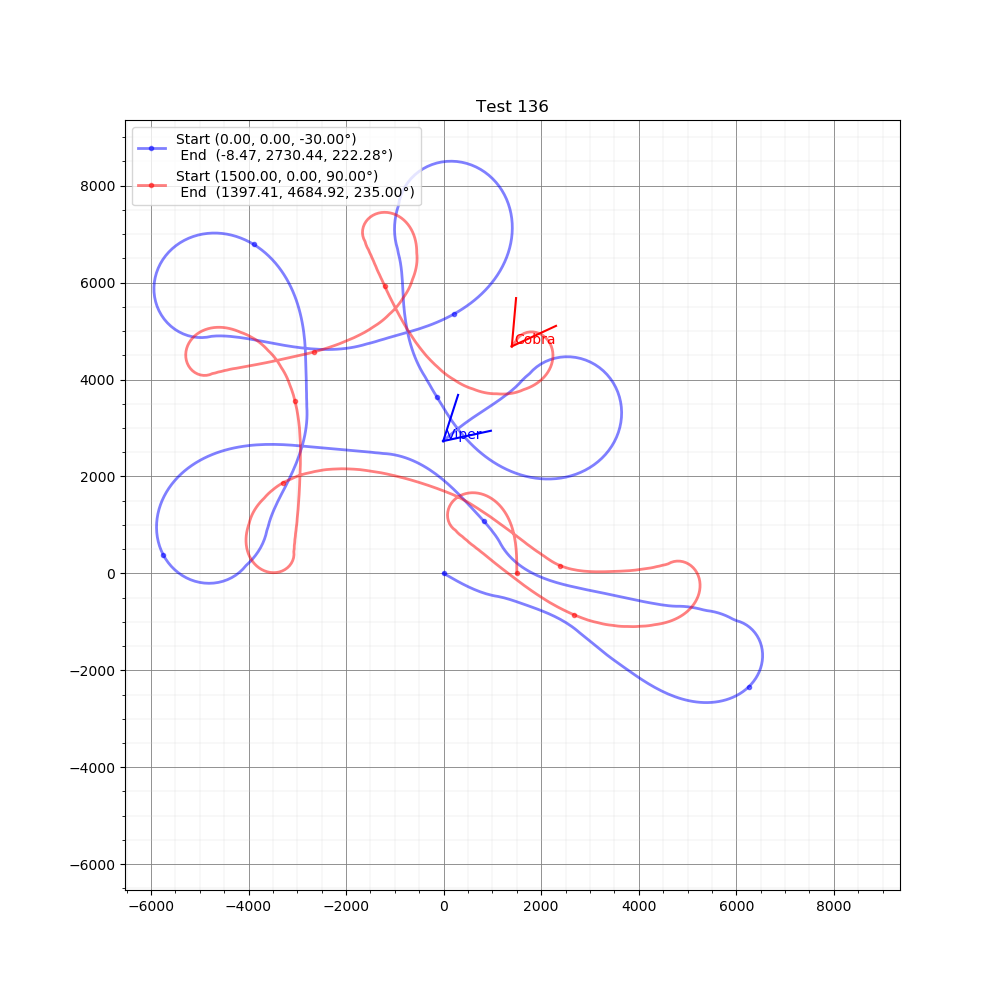 Test 136
Start (0.00, 0.00, -30.00°)
End  (-8.47, 2730.44, 222.28°)
Start (1500.00, 0.00, 90.00°)
End  (1397.41, 4684.92, 235.00°)
8000
6000
4000
2000
0
−2000
−4000
−6000
Cobra
Viper
−6000 −4000 −2000 0 2000 4000 6000 8000